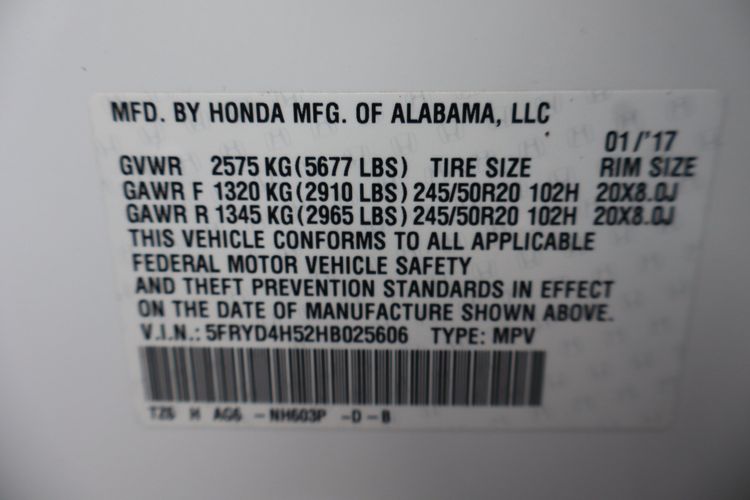 MFD. BY HONDA MFG. OF ALABAMA, LLC
01/'17
GVWR 2575 KG (5677 LBS) TIRE SIZE RIM SIZE
GAWR F 1320 KG (2910 LBS) 245/50R20 102H 20X8.0J
GAWR R 1345 KG (2965 LBS) 245/50R20 102H 20X8.0J
THIS VEHICLE CONFORMS TO ALL APPLICABLE
FEDERAL MOTOR VEHICLE SAFETY
AND THEFT PREVENTION STANDARDS IN EFFECT
ON THE DATE OF MANUFACTURE SHOWN ABOVE.
V.I.N.: 5FRYD4H52HB025606 TYPE: MPV
NH603P -D-B